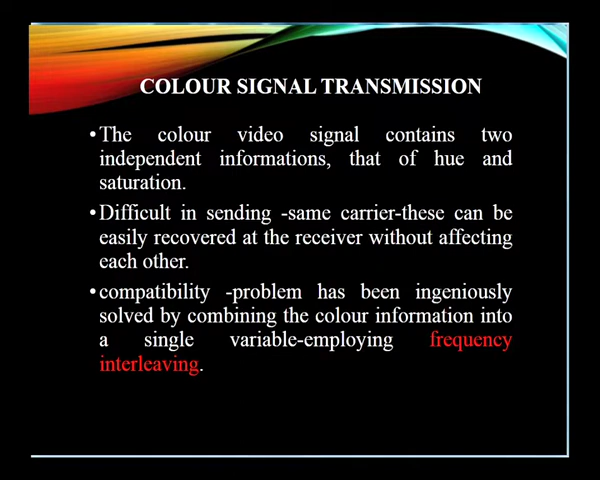 COLOUR SIGNAL TRANSMISSION
•The colour video signal contains two
independent informations, that of hue and
saturation.
•Difficult in sending -same carrier-these can be
easily recovered at the receiver without affecting
each other.
•compatibility -problem has been ingeniously
solved by combining the colour information into
a single variable-employing frequency
interleaving.